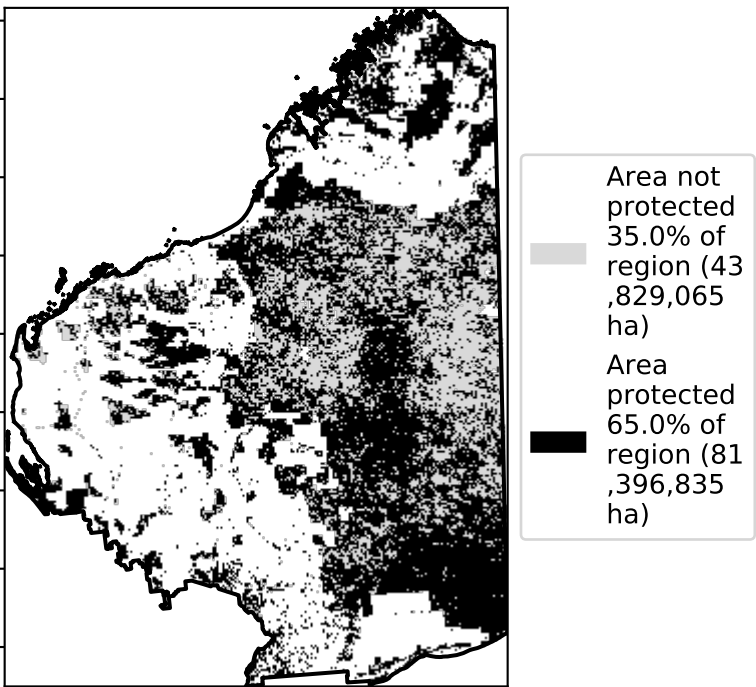 Area not
protected
35.0% of
region (43
,829,065
ha)
Area
protected
65.0% of
region (81
,396,835
ha)